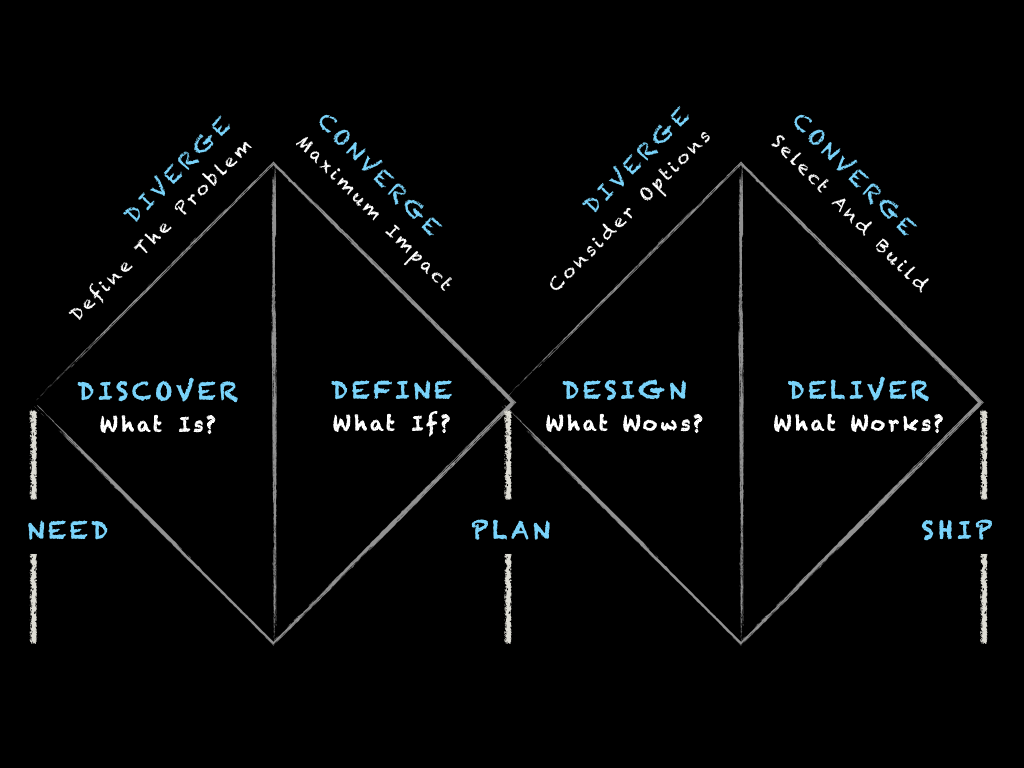 DIVERGE
Define The Problem
CONVERGE
Maximum Impact
DIVERGE
Consider Options
CONVERGE
Select And Build
DISCOVER
What Is?
DEFINE
What If?
DESIGN
What Wows?
DELIVER
What Works?
NEED
PLAN
SHIP